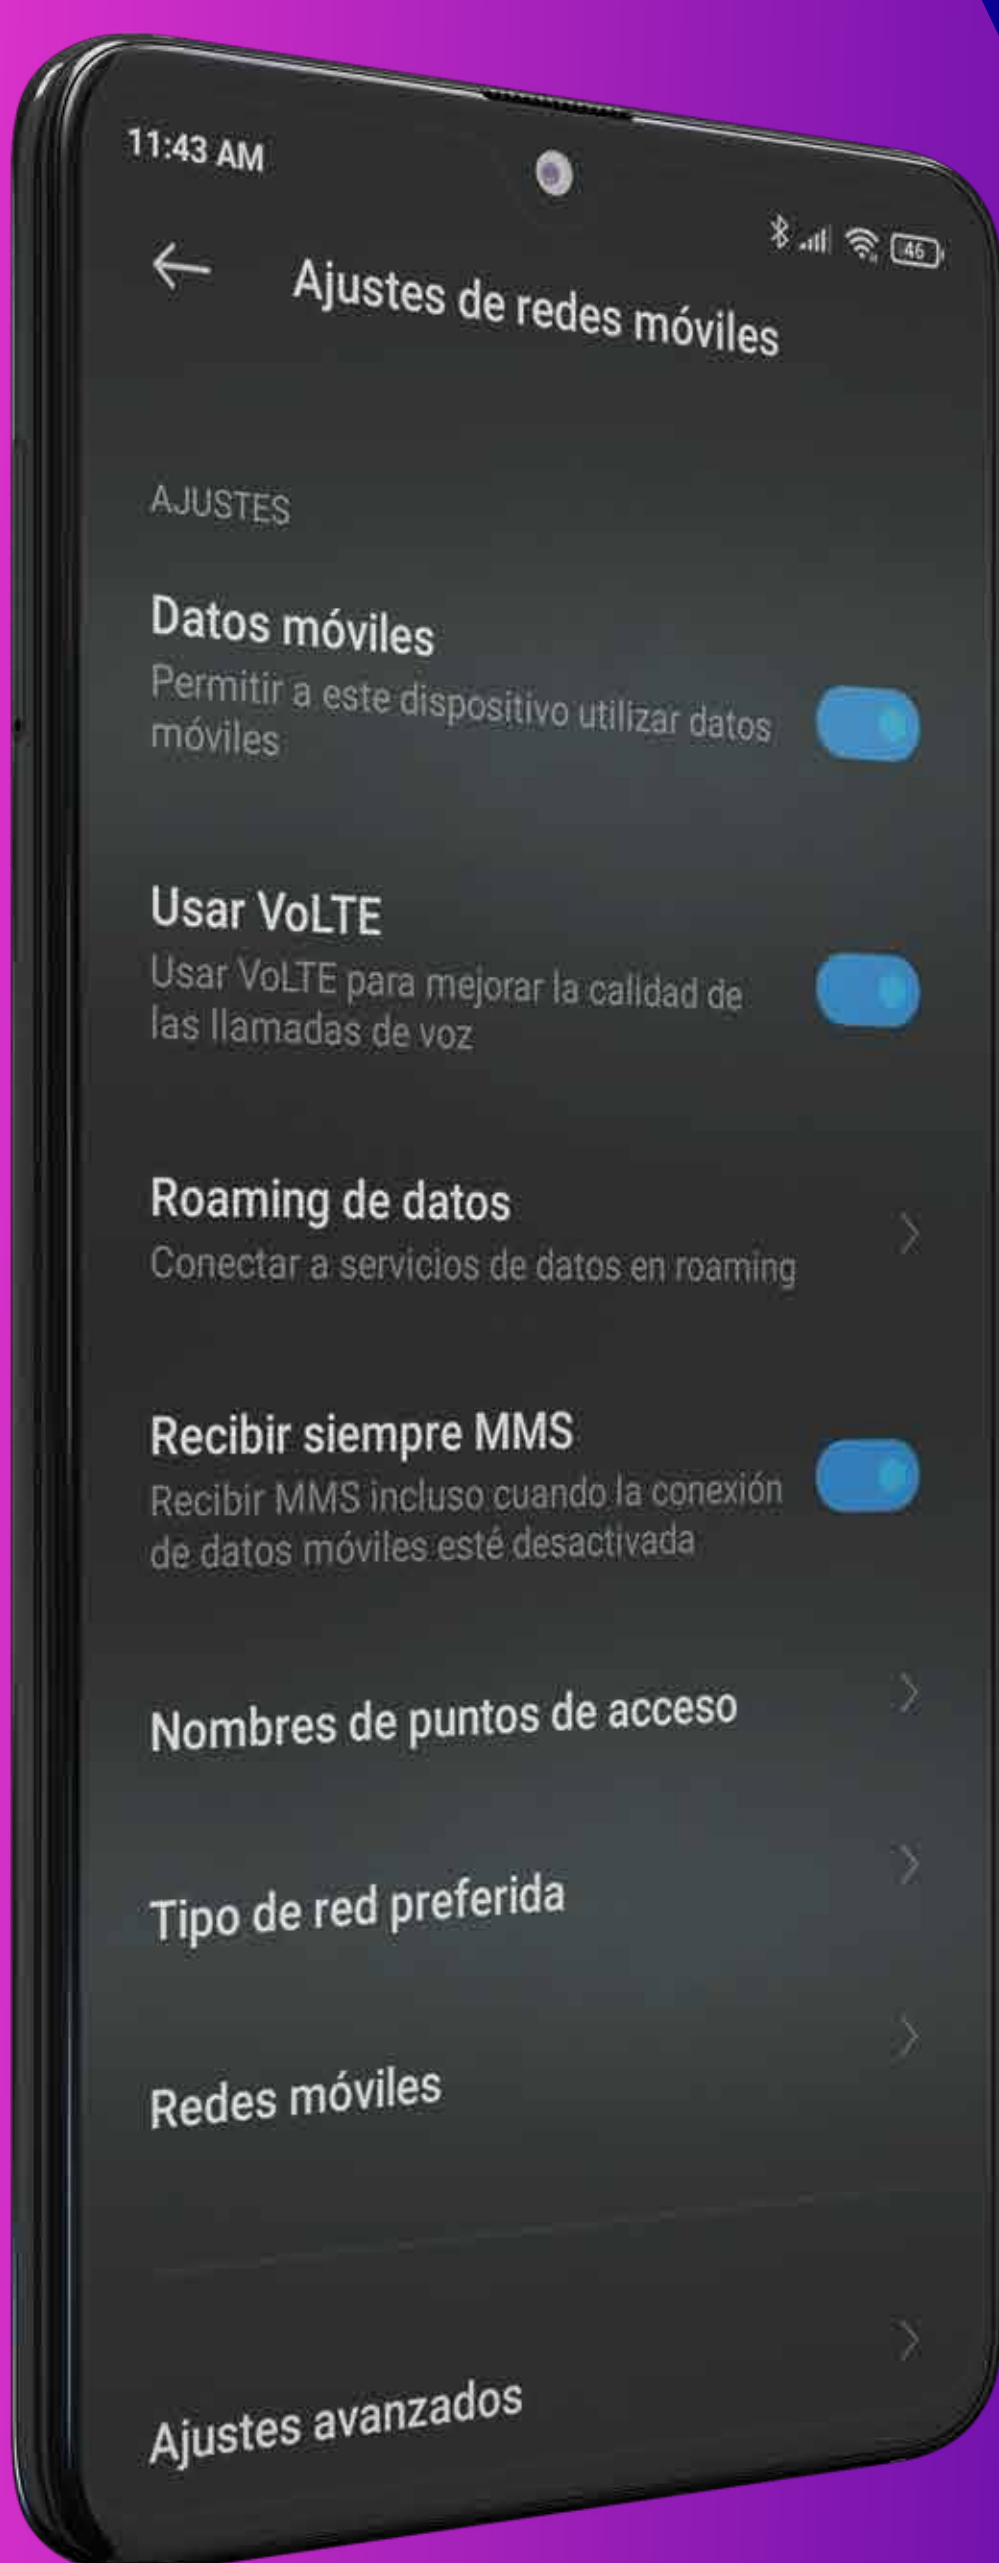 11:43 AM
46
Ajustes de redes móviles
AJUSTES
Datos móviles
Permitir a este dispositivo utilizar datos
móviles
Usar VoLTE
Usar VoLTE para mejorar la calidad de
las llamadas de voz
Roaming de datos
Conectar a servicios de datos en roaming
Recibir siempre MMS
Recibir MMS incluso cuando la conexión
de datos móviles esté desactivada
Nombres de puntos de acceso
Tipo de red preferida
Redes móviles
Ajustes avanzados